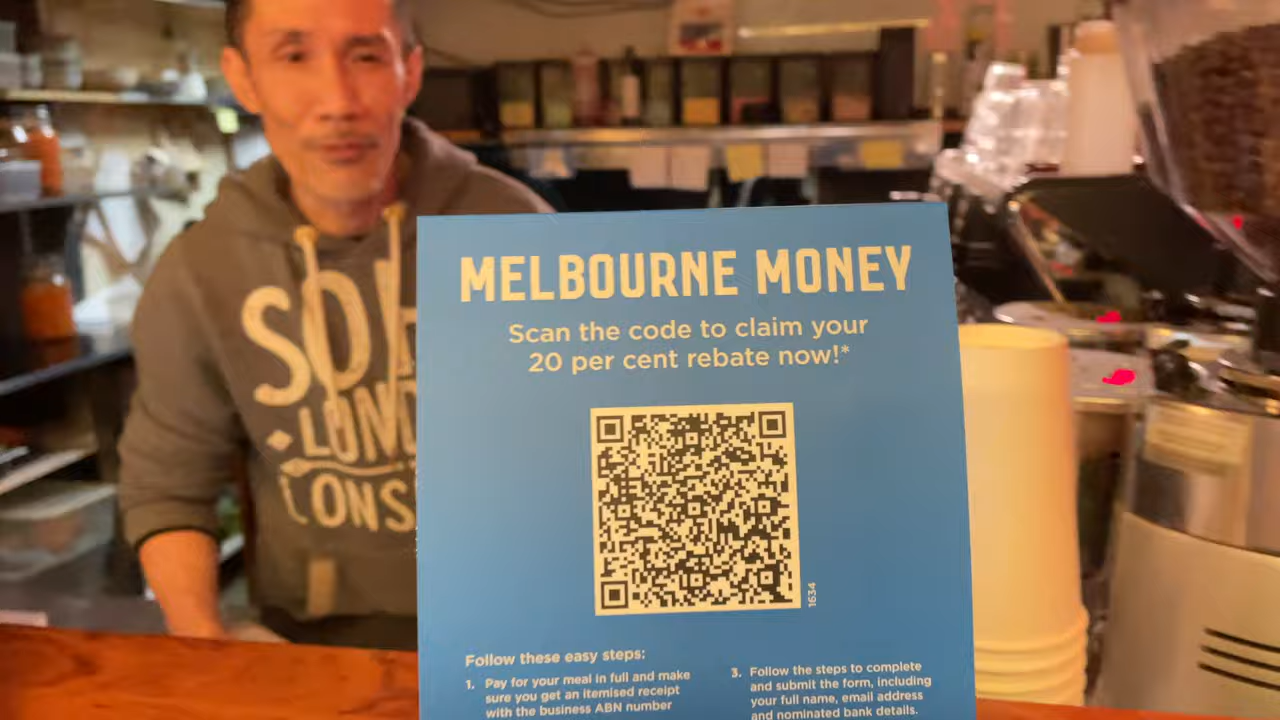 SOH
LOND
CONS
MELBOURNE MONEY
Scan the code to claim your
20 per cent rebate now!*
1634
Follow these easy steps:
1. Pay for your meal in full and make
sure you get an itemised receipt
with the business ABN number
3. Follow the steps to complete
and submit the form, including
your full name, email address
and nominated bank details.